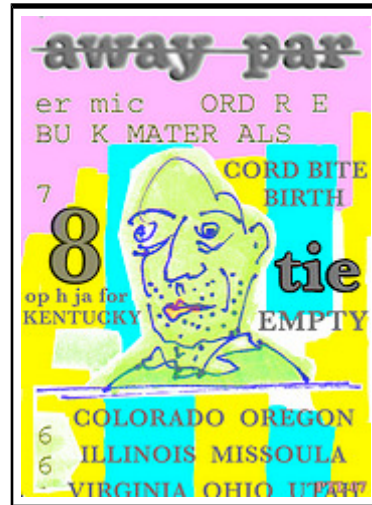 away par
er mic ORD R E
BU K MATER ALS
CORD BITE
BIRTH
7
8
tie
op h ja for
KENTUCKY
EMPTY
COLORADO OREGON
6
ILLINOIS MISSOULA
6
VIRGINIA OHIO UTAH